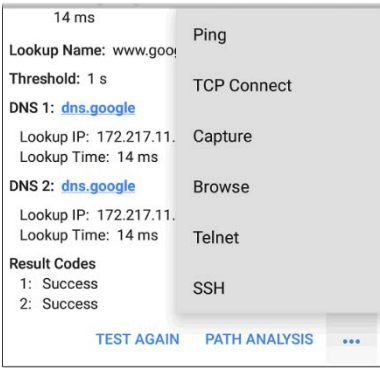 14 ms
Lookup Name: www.goo
Threshold: 1 s
DNS 1: dns.google
Lookup IP: 172.217.11.
Lookup Time: 14 ms
DNS 2: dns.google
Lookup IP: 172.217.11.
Lookup Time: 14 ms
Result Codes
1: Success
2: Success
TEST AGAIN PATH ANALYSIS •••
Ping
TCP Connect
Capture
Browse
Telnet
SSH